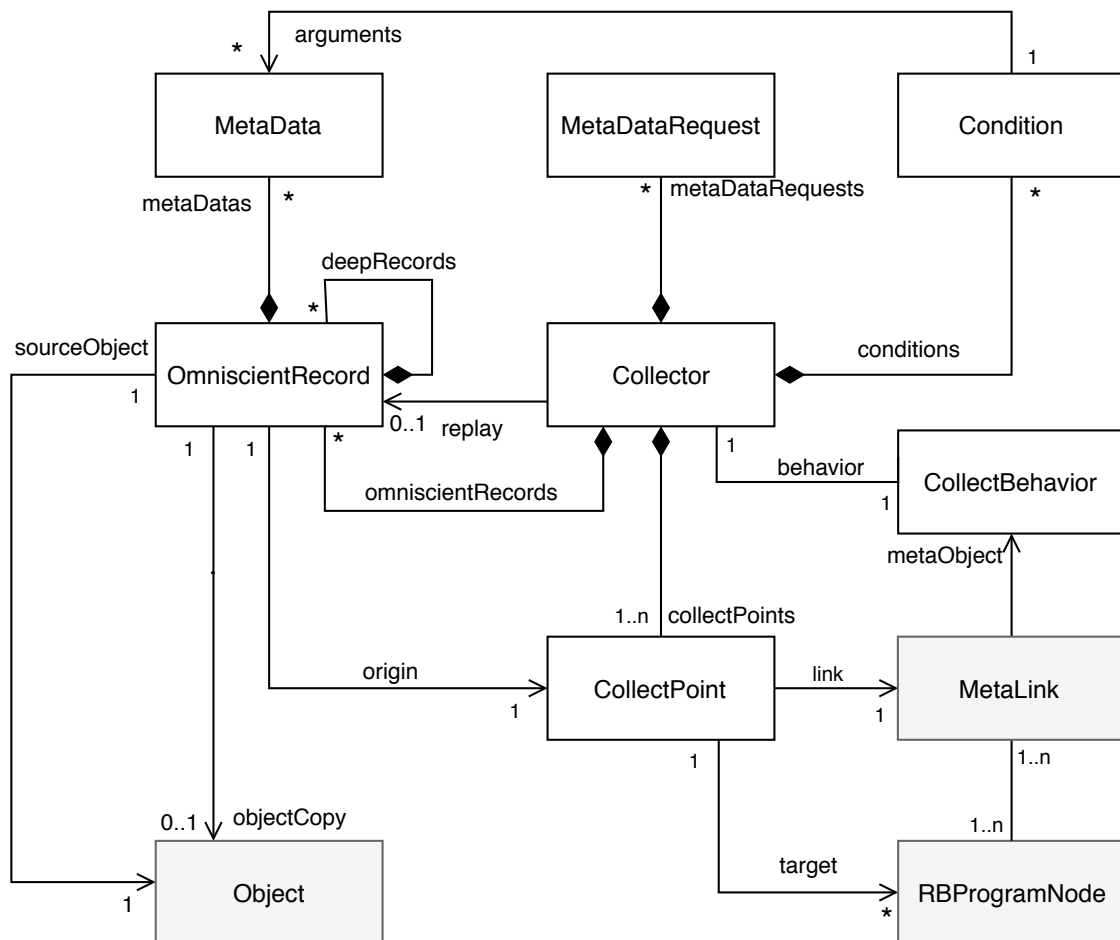 arguments
*
1
MetaData
MetaDataRequest
Condition
metaDatas
*
*
metaDataRequests
*
deepRecords
*
sourceObject
OmniscientRecord
Collector
conditions
1
0..1
replay
1
1
*
1
behavior
omniscientRecords
1
CollectBehavior
metaObject
1..n
collectPoints
origin
1
CollectPoint
link
1
MetaLink
1
1..n
0..1
objectCopy
1..n
target
1
Object
*
RBProgramNode